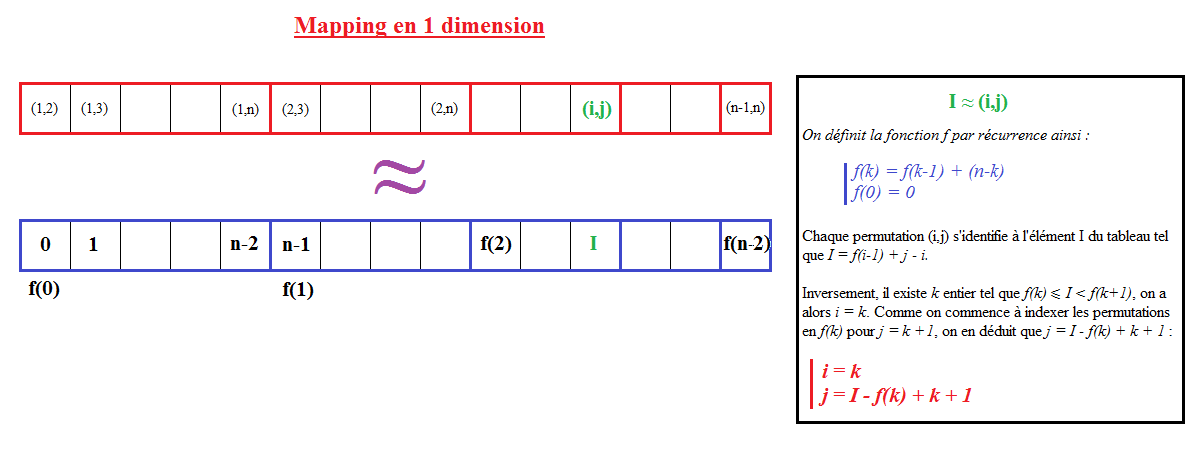 Mapping en 1 dimension
(1,2) (1,3) (1,n) (2,3) (2,n) (i,j) (n-1,n)
≈
0 1 n-2 n-1 f(2) I f(n-2)
f(0) f(1)
I ≈ (i,j)
On définit la fonction f par récurrence ainsi :
f(k) = f(k-1) + (n-k)
f(0) = 0
Chaque permutation (i,j) s'identifie à l'élément I du tableau tel
que I = f(i-1) + j - i.
Inversement, il existe k entier tel que f(k) ⩽ I < f(k+1), on a
alors i = k. Comme on commence à indexer les permutations
en f(k) pour j = k +1, on en déduit que j = I - f(k) + k + 1 :
i = k
j = I - f(k) + k + 1